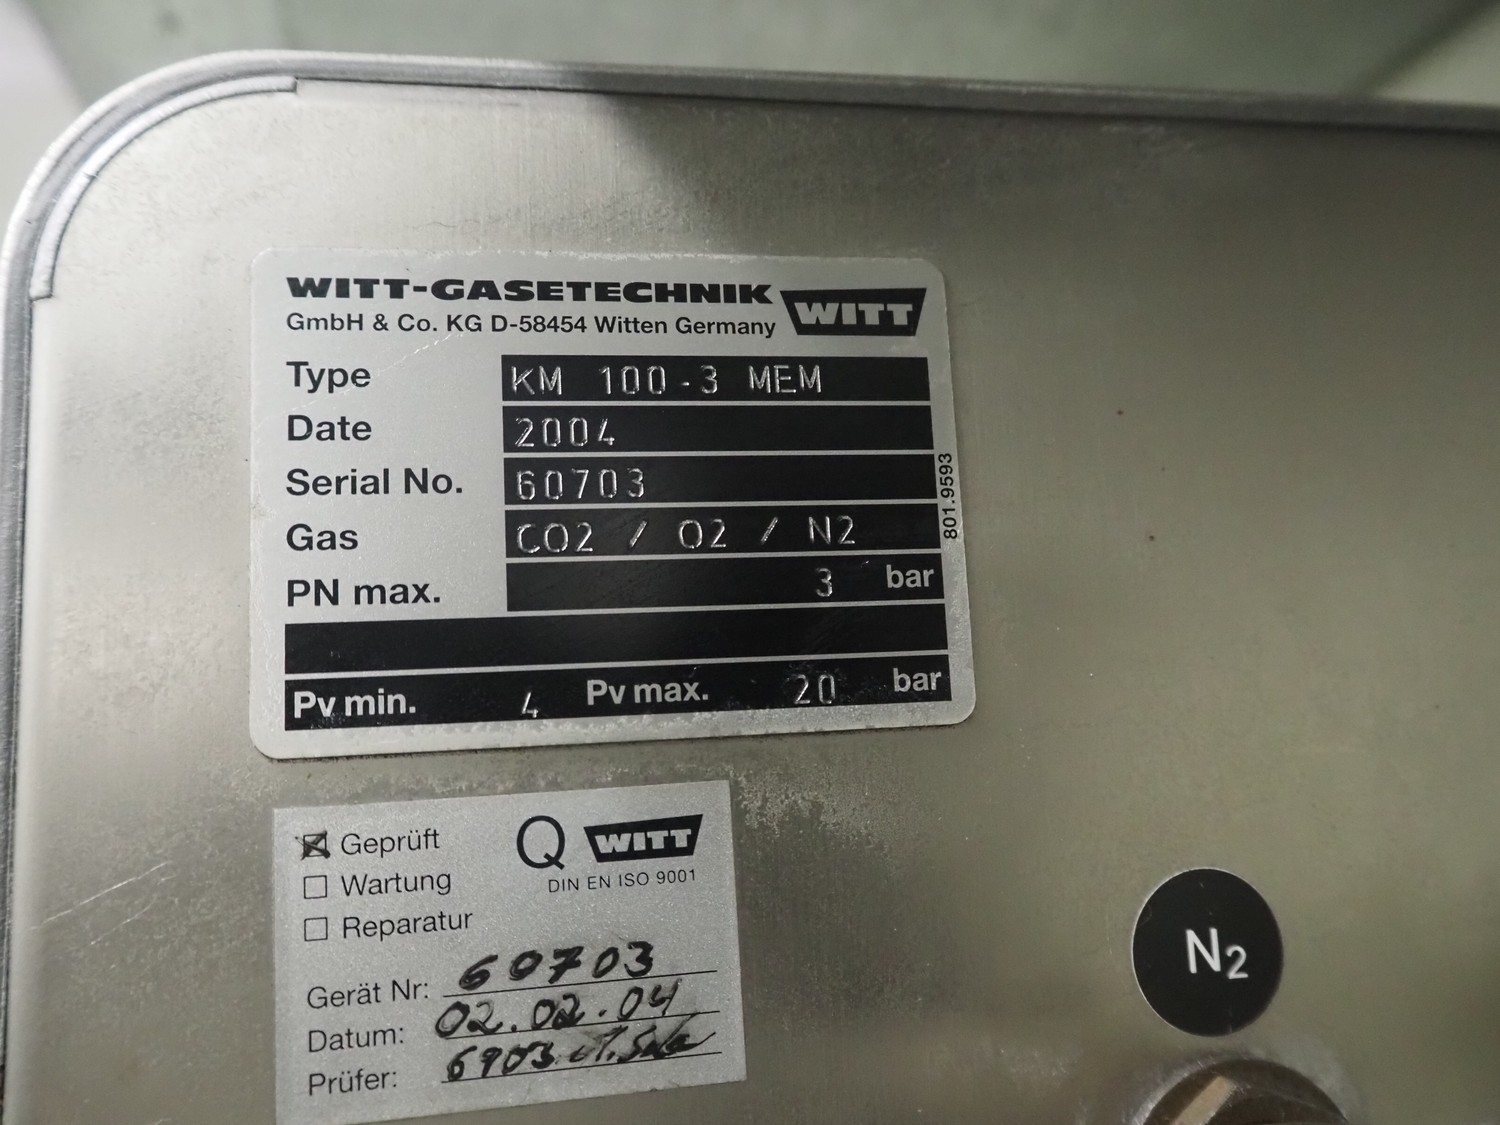 WITT-GASETECHNIK WITT
GmbH & Co. KG D-58454 Witten Germany
Type KM 100-3 MEM
Date 2004
Serial No. 60703
Gas CO2 / O2 / N2
PN max. 3 bar
Pv min. 4 Pv max. 20 bar
801.9593
Geprüft Q WITT
Wartung DIN EN ISO 9001
Reparatur
Gerät Nr: 60703
Datum: 02.02.04
Prüfer: 6903
N2